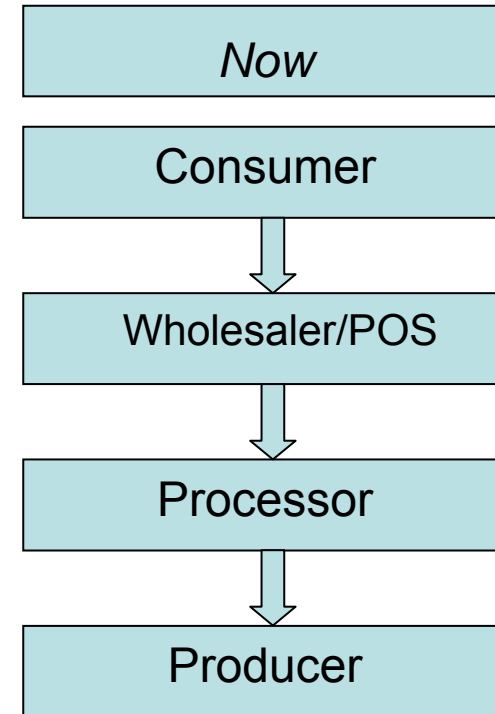 Now
Consumer
Wholesaler/POS
Processor
Producer